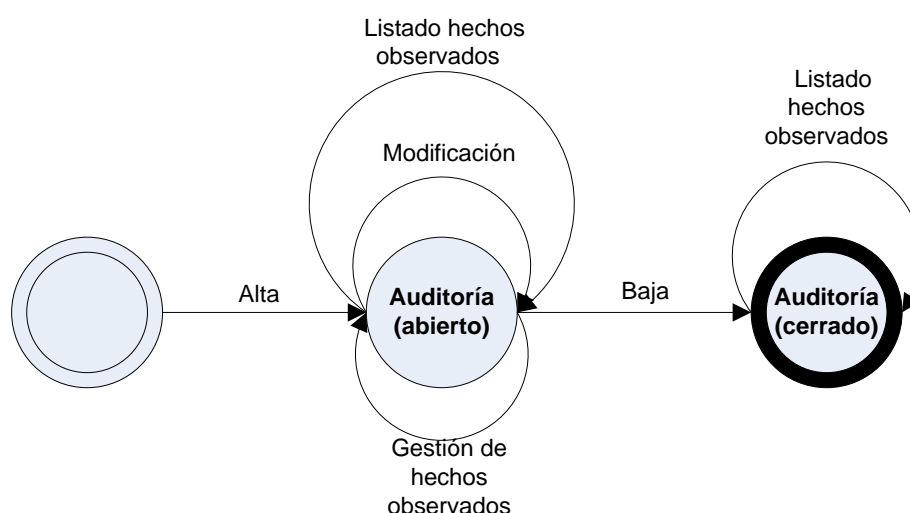 Listado hechos
observados
Modificación
Alta
Auditoría
(abierto)
Gestión de
hechos
observados
Baja
Listado
hechos
observados
Auditoría
(cerrado)